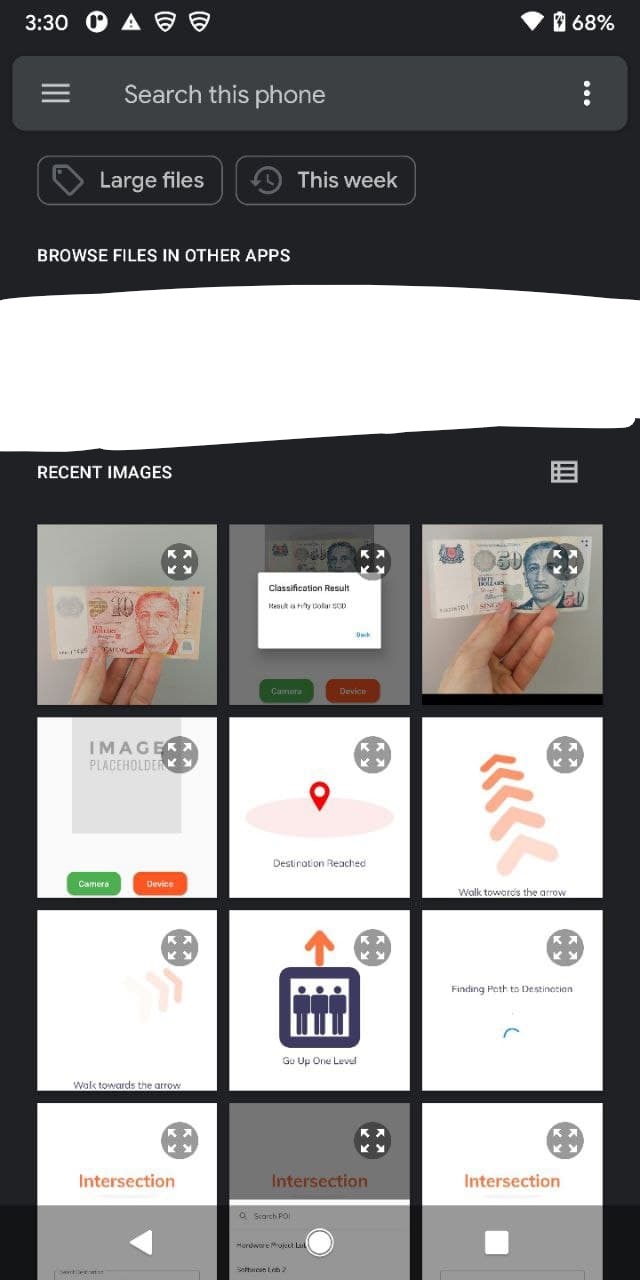 3:30
68%
Search this phone
Large files
This week
BROWSE FILES IN OTHER APPS
RECENT IMAGES
10
Classification Result
Result is Fifty Dollar SGD
Back
Camera
Device
50
FIFTY
DOLLARS
50
IMAGE
PLACEHOLDER
Camera
Device
Destination Reached
Walk towards the arrow
Walk towards the arrow
Go Up One Level
Finding Path to Destination
Intersection
Intersection
Intersection
Search POI
Hardware Project Lab
Software Lab 2
Select Destination